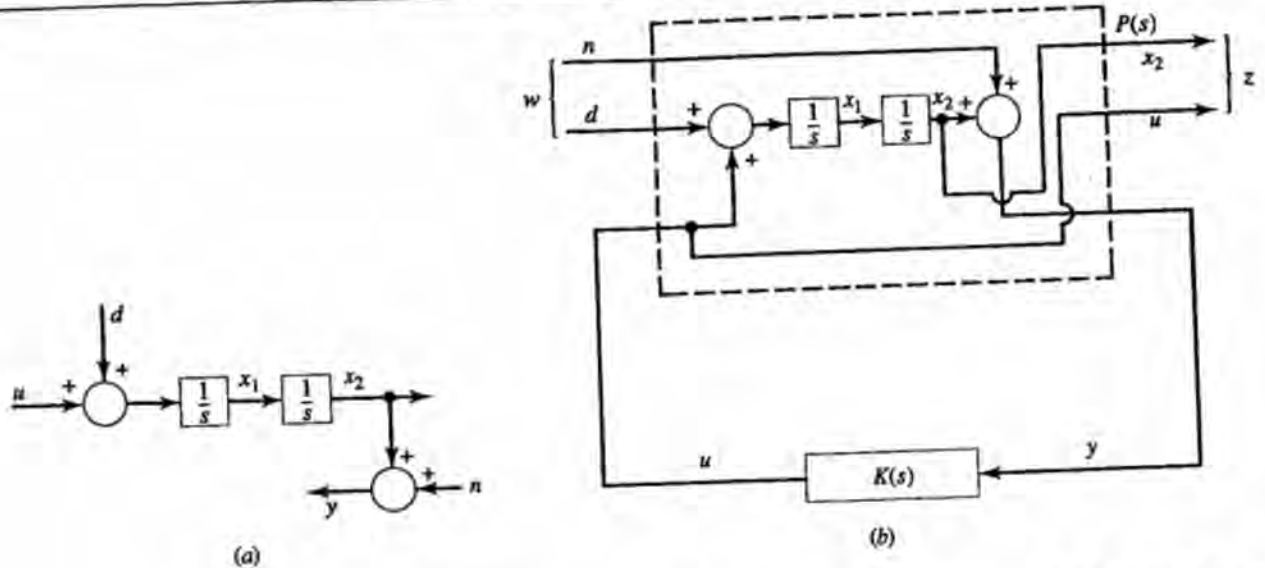 n
w
d
+
+
1/s
x1
1/s
x2
+
+
P(s)
x2
u
z
d
+
u
+
1/s
x1
1/s
x2
+
+
n
y
(a)
u
K(s)
y
(b)